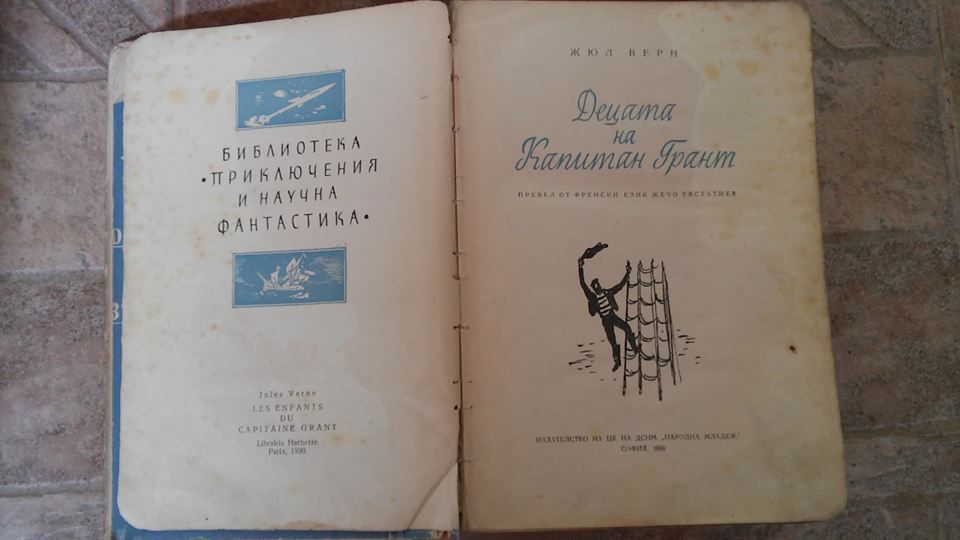 БИБЛИОТЕКА
•ПРИКЛЮЧЕНИЯ
И НАУЧНА
ФАНТАСТИКА•
Jules Verne
LES ENFANTS
DU
CAPITAINE GRANT
Librairie Hachette
Paris, 1930
ЖЮЛ ВЕРН
Децата
на
Капитан Грант
ПРЕВЕЛ ОТ ФРЕНСКИ ЕЗИК ЖЕЧО ЕВСТАТИЕВ
ИЗДАТЕЛСТВО НА ЦК НА ДСНМ „НАРОДНА МЛАДЕЖ"
СОФИЯ,